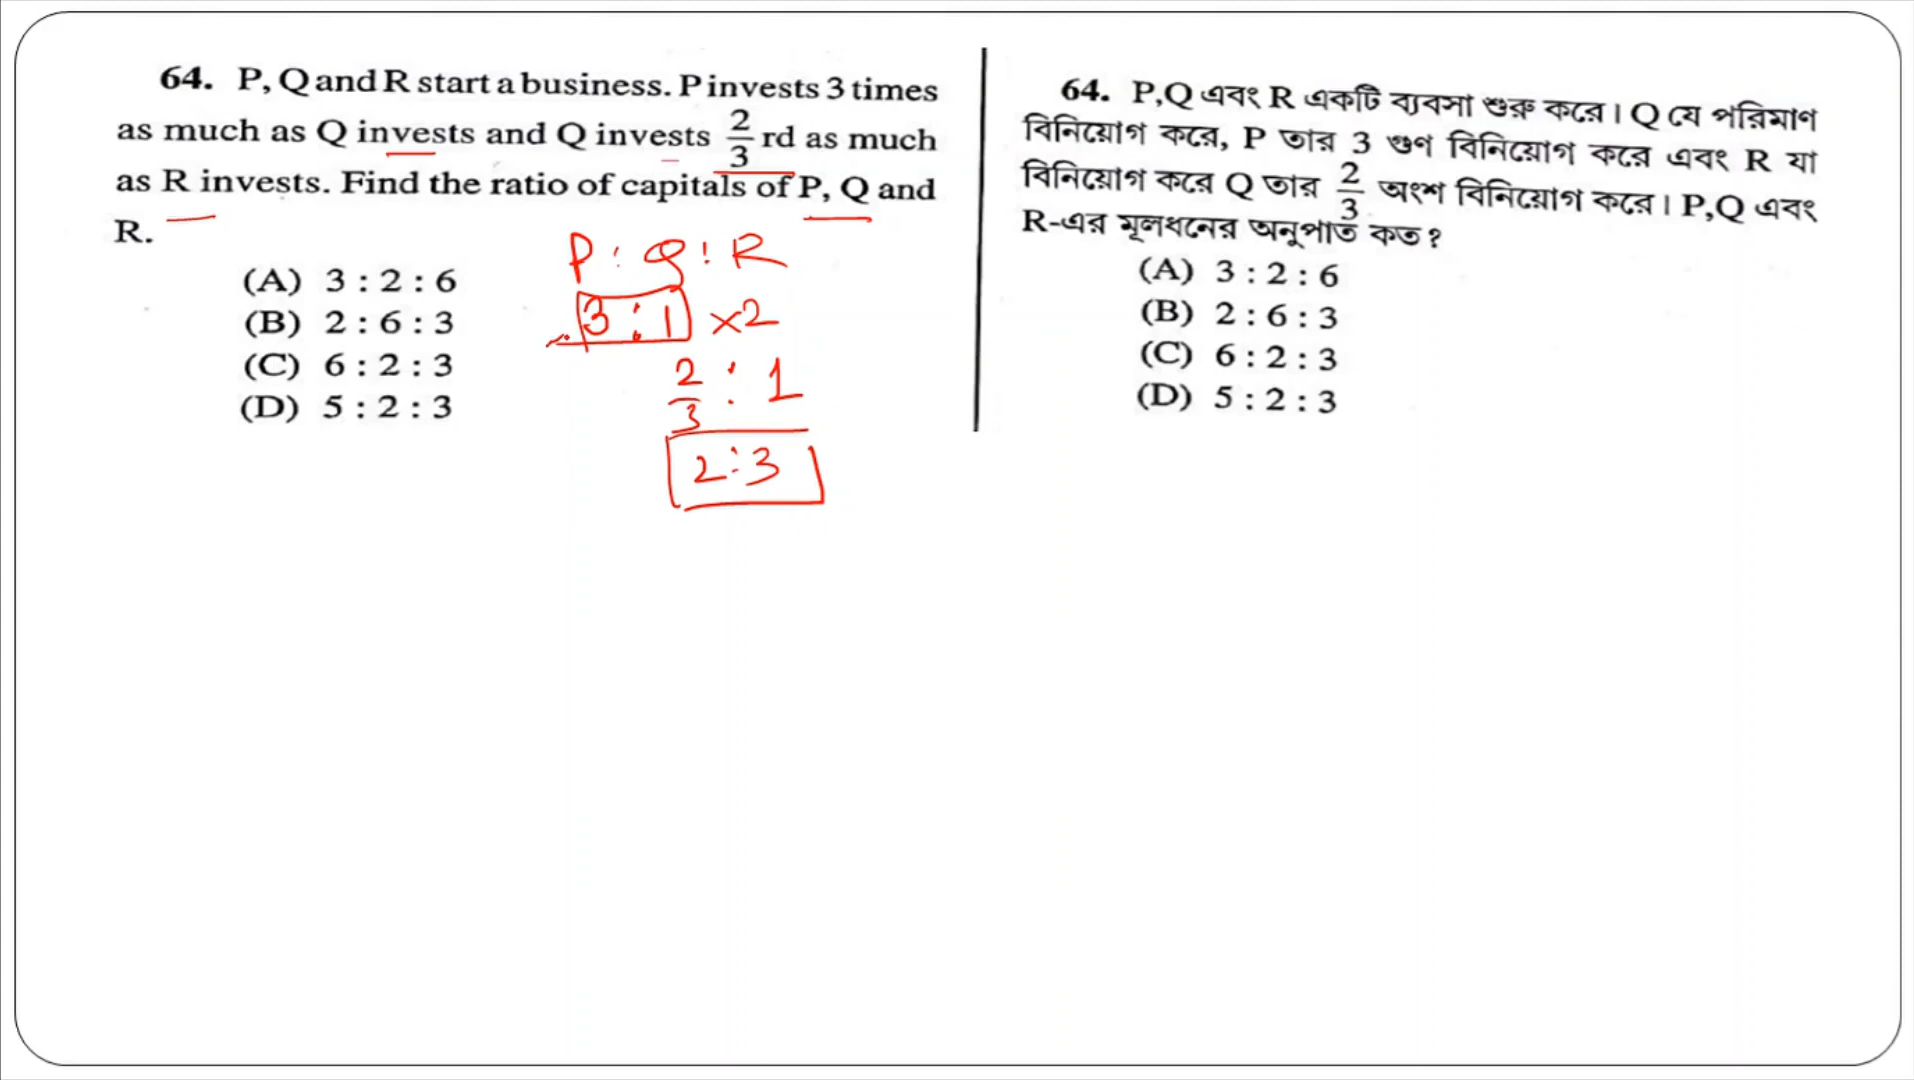 64. P, Q and R start a business. P invests 3 times
as much as Q invests and Q invests 2/3 rd as much
as R invests. Find the ratio of capitals of P, Q and
R.
(A) 3 : 2 : 6
(B) 2 : 6 : 3
(C) 6 : 2 : 3
(D) 5 : 2 : 3
P : Q : R
3 : 1 ×2
2/3 : 1
2 : 3
64. P,Q এবং R একটি ব্যবসা শুরু করে। Q যে পরিমাণ
বিনিয়োগ করে, P তার 3 গুণ বিনিয়োগ করে এবং R যা
বিনিয়োগ করে Q তার 2/3 অংশ বিনিয়োগ করে। P,Q এবং
R-এর মূলধনের অনুপাত কত?
(A) 3 : 2 : 6
(B) 2 : 6 : 3
(C) 6 : 2 : 3
(D) 5 : 2 : 3